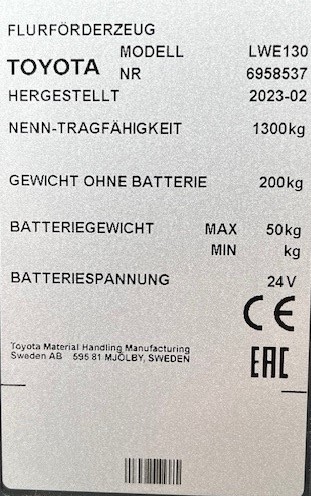 FLURFÖRDERZEUG
MODELL LWE130
TOYOTA NR 6958537
HERGESTELLT 2023-02
NENN-TRAGFÄHIGKEIT 1300kg
GEWICHT OHNE BATTERIE 200kg
BATTERIEGEWICHT MAX 50kg
MIN kg
BATTERIESPANNUNG 24V
CE
Toyota Material Handling Manufacturing
Sweden AB 595 81 MJÖLBY, SWEDEN
EAC